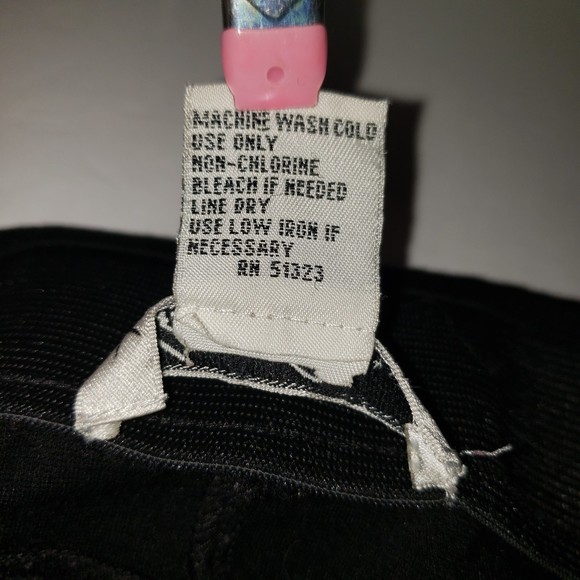 MACHINE WASH COLD
USE ONLY
NON-CHLORINE
BLEACH IF NEEDED
LINE DRY
USE LOW IRON IF
NECESSARY
RN 51323